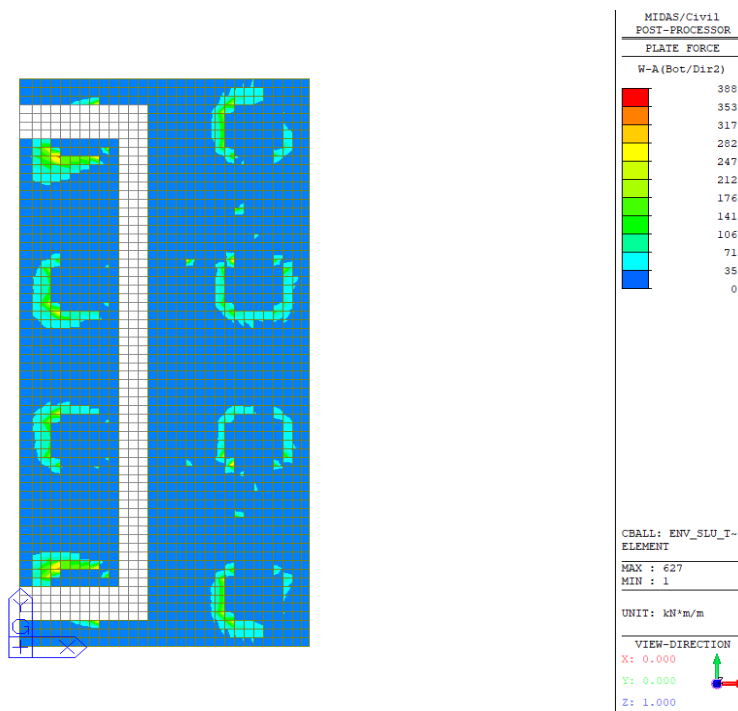 MIDAS/Civil
POST-PROCESSOR
PLATE FORCE
W-A(Bot/Dir2)
388
353
317
282
247
212
176
141
106
71
35
0
CBALL: ENV_SLU_T~
ELEMENT
MAX : 627
MIN : 1
UNIT: kN*m/m
VIEW-DIRECTION
X: 0.000
Y: 0.000
Z: 1.000
Z
Y
G
X